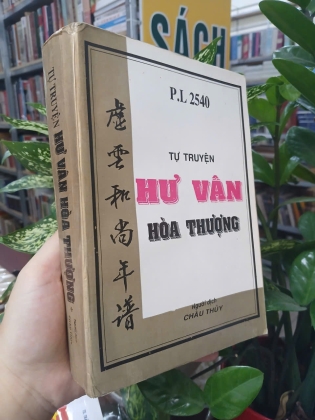 SÁCH
P.L 2540
TỰ TRUYỆN
HƯ VÂN
HÒA THƯỢNG
虛雲和尚年譜
Người dịch
CHÂU THỦY
TỰ TRUYỆN HƯ VÂN HÒA THƯỢNG